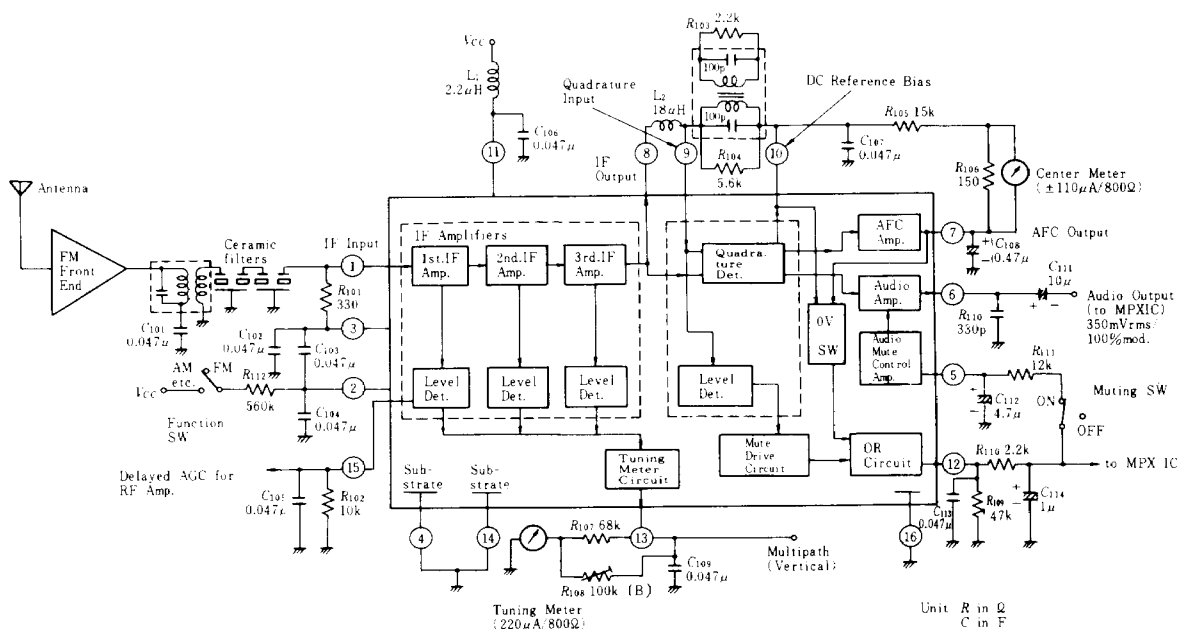 R103
2.2k
Vcc
L1
2.2μH
100p
Quadrature
Input
DC Reference Bias
L2
18μH
100p
R105 15k
C106
0.047μ
11
8
9
10
C107
0.047μ
R106
150
Center Meter
(±110μA/800Ω)
IF
Output
R104
5.6k
Antenna
FM
Front
End
Ceramic
filters
IF Input
1
IF Amplifiers
1st.IF
Amp.
2nd.IF
Amp.
3rd.IF
Amp.
Quadra-
ture
Det.
AFC
Amp.
7
C108
0.47μ
AFC Output
C111
10μ
Audio
Amp.
6
R110
330p
Audio Output
(to MPXIC)
350mVrms/
100%mod.
R101
330
C101
0.047μ
C102
0.047μ
3
C103
0.047μ
0V
SW
Audio
Mute
Control
Amp.
AM
etc.
FM
R112
560k
2
Vcc
Function
SW
C104
0.047μ
Level
Det.
Level
Det.
Level
Det.
Level
Det.
5
R111
12k
Muting SW
C112
4.7μ
ON
OFF
Delayed AGC for
RF Amp.
15
C105
0.047μ
R102
10k
Sub-
strate
Sub-
strate
Tuning
Meter
Circuit
Mute
Drive
Circuit
OR
Circuit
12
R110 2.2k
to MPX IC
C113
0.047μ
R109
47k
C114
1μ
4
14
R107 68k
13
16
Multipath
(Vertical)
R108 100k (B)
C109
0.047μ
Tuning Meter
(220μA/800Ω)
Unit R in Ω
C in F